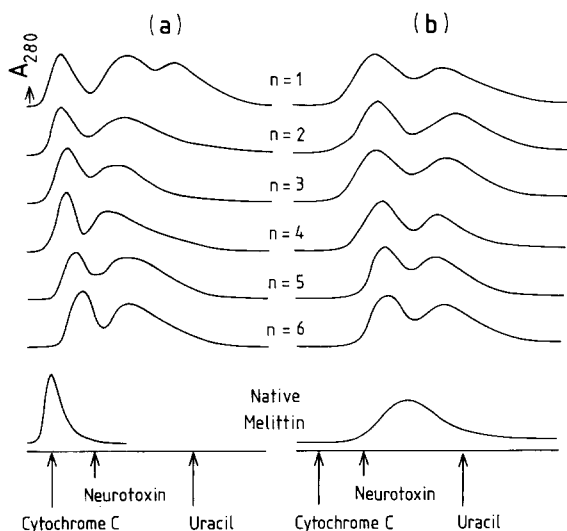 (a)
(b)
A280
n=1
n=2
n=3
n=4
n=5
n=6
Native
Melittin
Neurotoxin
Neurotoxin
Cytochrome C
Uracil
Cytochrome C
Uracil